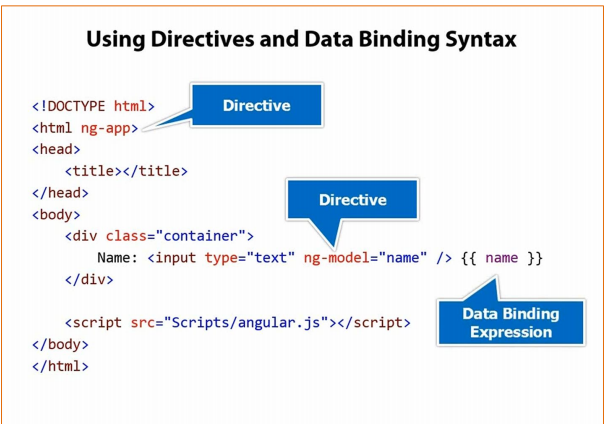 Using Directives and Data Binding Syntax
Directive
<!DOCTYPE html>
<html ng-app>
<head>
<title></title>
</head>
<body>
Directive
<div class="container">
Name: <input type="text" ng-model="name" /> {{ name }}
</div>
Data Binding
Expression
<script src="Scripts/angular.js"></script>
</body>
</html>